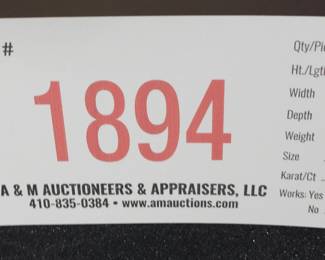 #
1894
A & M AUCTIONEERS & APPRAISERS, LLC
410-835-0384 • www.amauctions.com
Qty/Pi
Ht./Lgt
Width
Depth
Weight
Size
Karat/Ct
Works: Yes
No